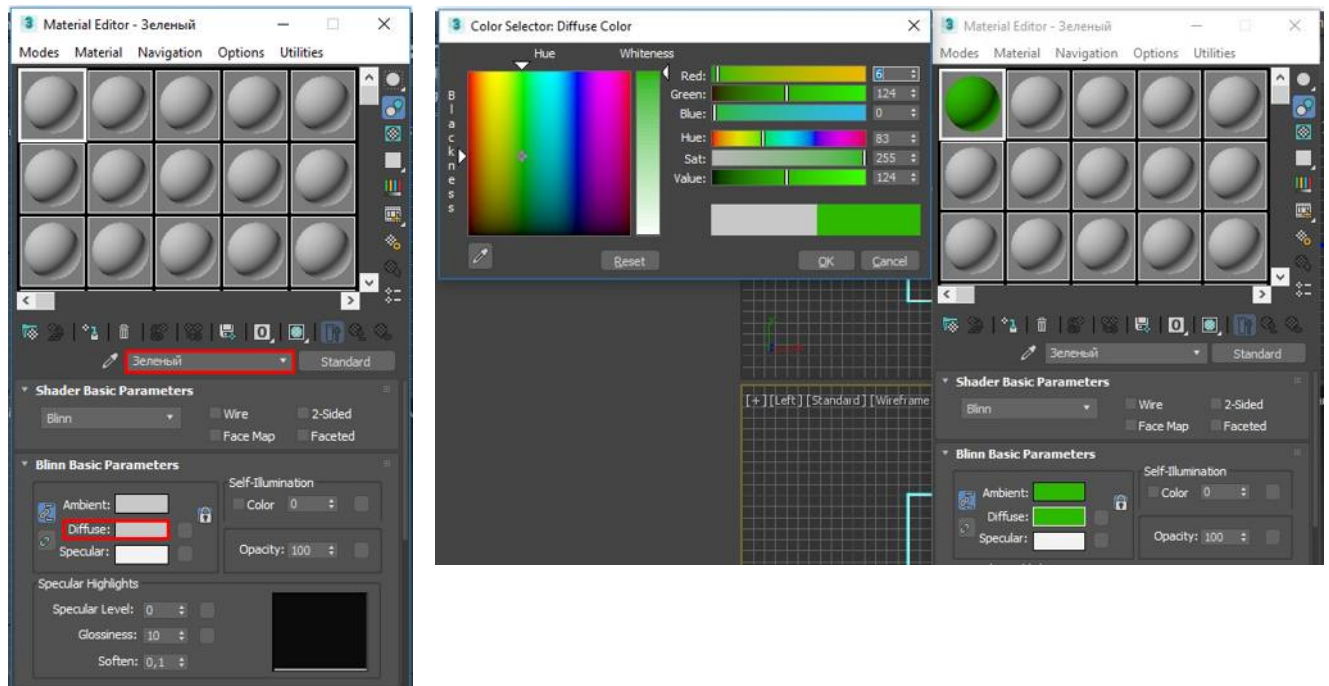 Material Editor - Зеленый
Modes Material Navigation Options Utilities
Зеленый Standard
Shader Basic Parameters
Blinn
Wire 2-Sided
Face Map Faceted
Blinn Basic Parameters
Self-Illumination
Ambient:
Color 0
Diffuse:
Specular:
Opacity: 100
Specular Highlights
Specular Level: 0
Glossiness: 10
Soften: 0,1
Color Selector: Diffuse Color
Hue Whiteness
Blackness
Red: 6
Green: 124
Blue: 0
Hue: 83
Sat: 255
Value: 124
Reset OK Cancel
[+][Left][Standard][Wireframe
Material Editor - Зеленый
Modes Material Navigation Options Utilities
Зеленый Standard
Shader Basic Parameters
Blinn
Wire 2-Sided
Face Map Faceted
Blinn Basic Parameters
Self-Illumination
Ambient:
Color 0
Diffuse:
Specular:
Opacity: 100